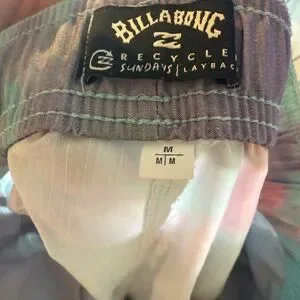 BILLABONG
RECYCLE
SUNDAYS | LAYBAC
M
M | M